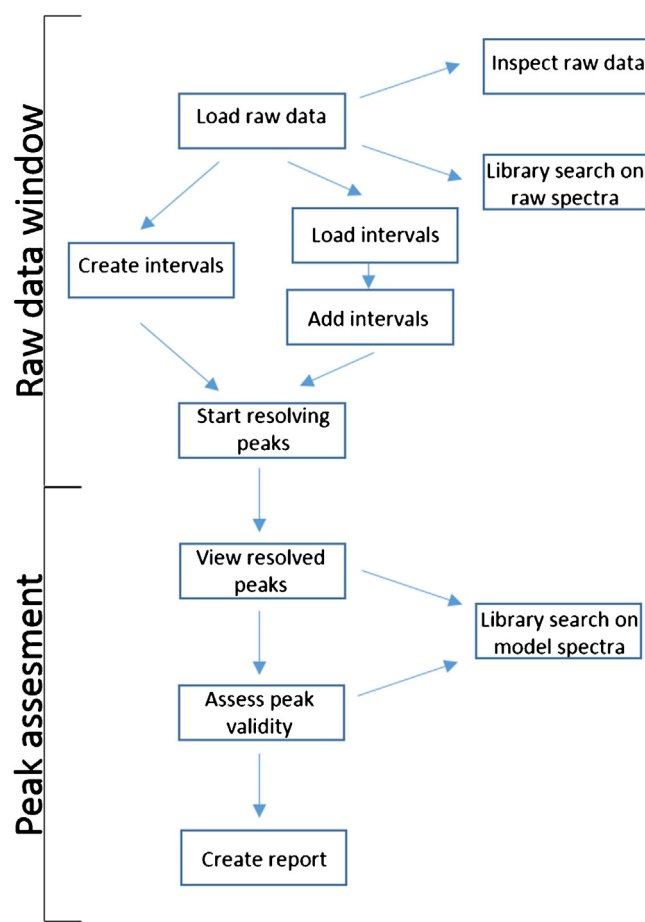 Raw data window
Inspect raw data
Load raw data
Library search on
raw spectra
Load intervals
Create intervals
Add intervals
Start resolving
peaks
Peak assessment
View resolved
peaks
Library search on
model spectra
Assess peak
validity
Create report